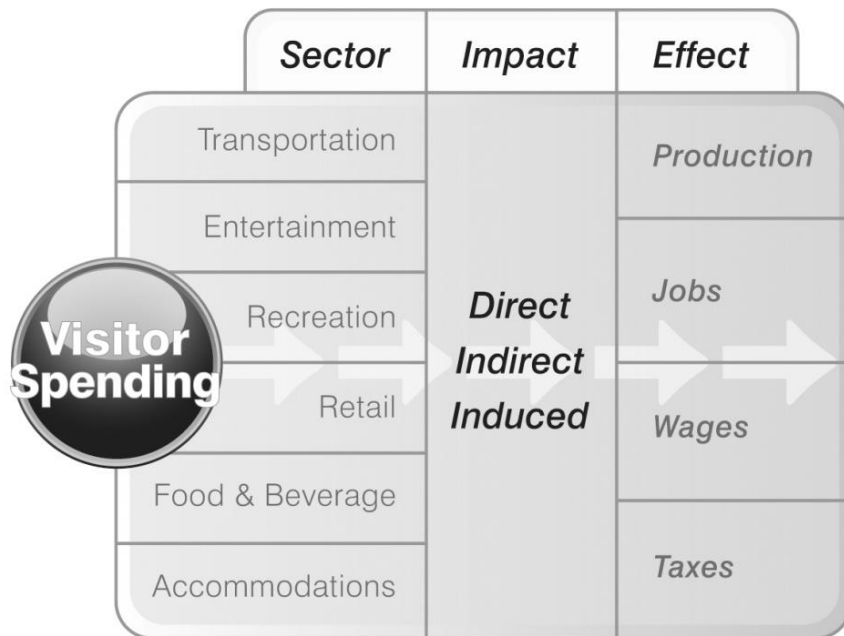 Sector Impact Effect
Transportation
Entertainment
Recreation
Retail
Food & Beverage
Accommodations
Visitor
Spending
Direct
Indirect
Induced
Production
Jobs
Wages
Taxes